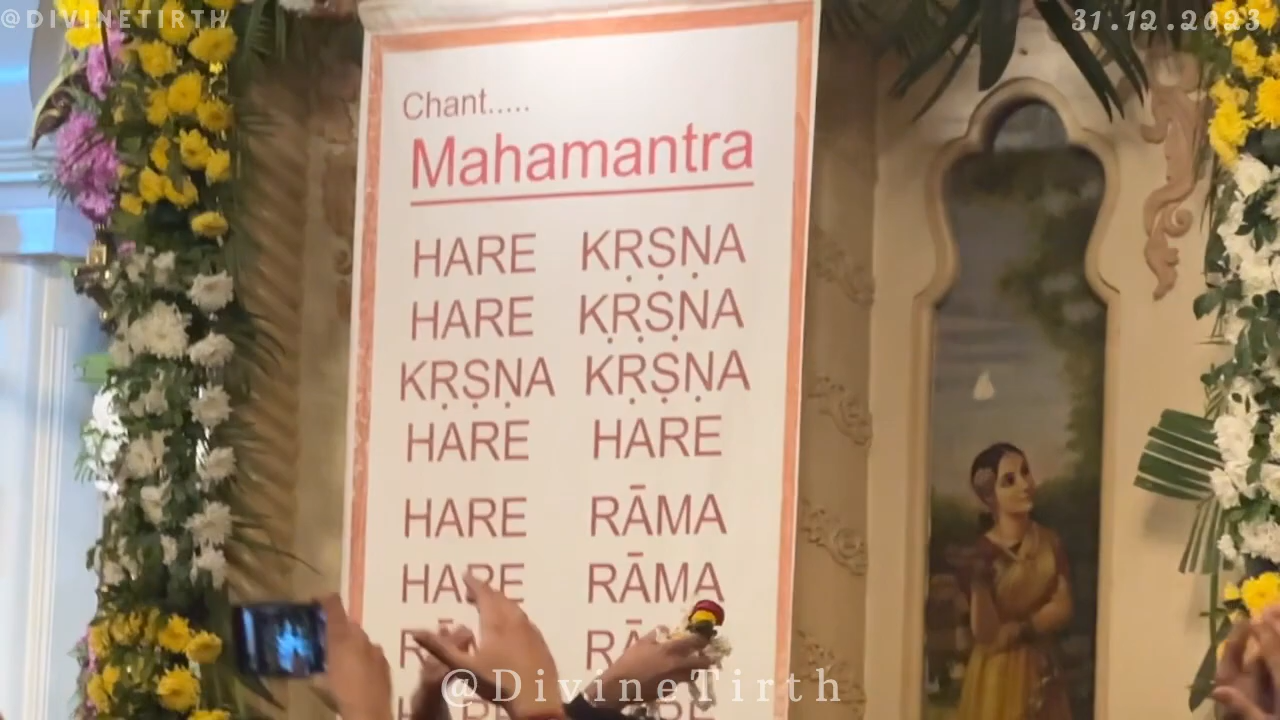 @DIVINETIRTH
31.12.2023
Chant.....
Mahamantra
HARE KṚṢṆA
HARE KṚṢṆA
KṚṢṆA KṚṢṆA
HARE HARE
HARE RĀMA
HARE RĀMA
@DivineTirth